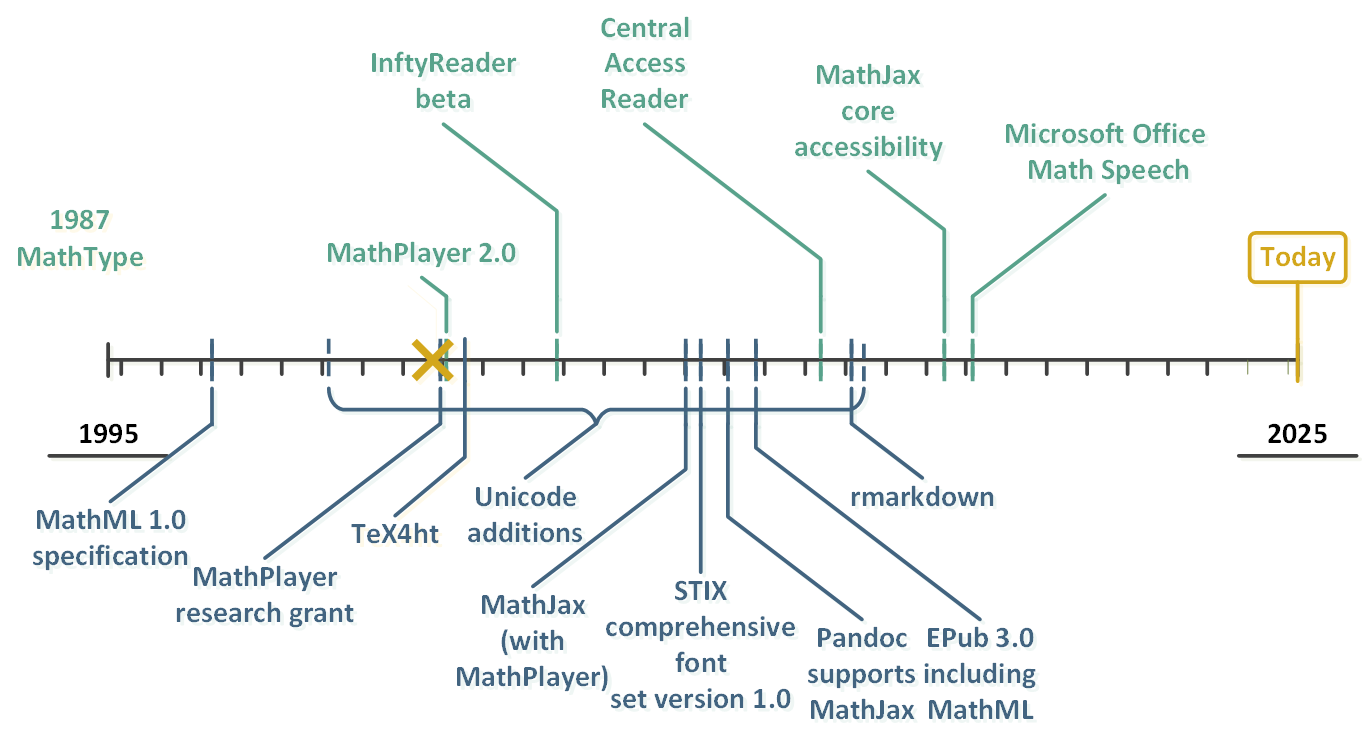 Central
Access
Reader
InftyReader
beta
MathJax
core
accessibility
Microsoft Office
Math Speech
1987
MathType
MathPlayer 2.0
Today
1995
2025
MathML 1.0
specification
MathPlayer
research grant
TeX4ht
Unicode
additions
rmarkdown
MathJax
(with
MathPlayer)
STIX
comprehensive
font
set version 1.0
Pandoc
supports
MathJax
EPub 3.0
including
MathML